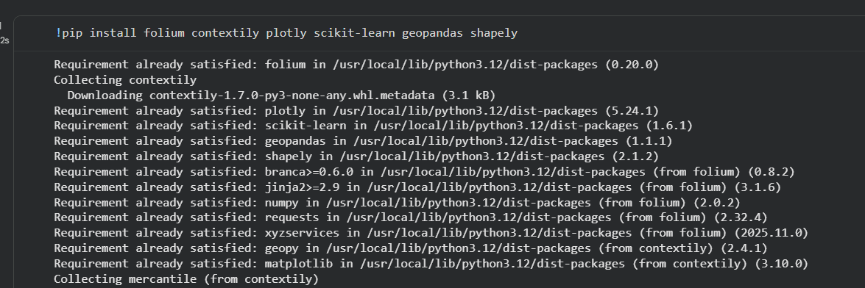 2s
!pip install folium contextily plotly scikit-learn geopandas shapely
Requirement already satisfied: folium in /usr/local/lib/python3.12/dist-packages (0.20.0)
Collecting contextily
  Downloading contextily-1.7.0-py3-none-any.whl.metadata (3.1 kB)
Requirement already satisfied: plotly in /usr/local/lib/python3.12/dist-packages (5.24.1)
Requirement already satisfied: scikit-learn in /usr/local/lib/python3.12/dist-packages (1.6.1)
Requirement already satisfied: geopandas in /usr/local/lib/python3.12/dist-packages (1.1.1)
Requirement already satisfied: shapely in /usr/local/lib/python3.12/dist-packages (2.1.2)
Requirement already satisfied: branca>=0.6.0 in /usr/local/lib/python3.12/dist-packages (from folium) (0.8.2)
Requirement already satisfied: jinja2>=2.9 in /usr/local/lib/python3.12/dist-packages (from folium) (3.1.6)
Requirement already satisfied: numpy in /usr/local/lib/python3.12/dist-packages (from folium) (2.0.2)
Requirement already satisfied: requests in /usr/local/lib/python3.12/dist-packages (from folium) (2.32.4)
Requirement already satisfied: xyzservices in /usr/local/lib/python3.12/dist-packages (from folium) (2025.11.0)
Requirement already satisfied: geopy in /usr/local/lib/python3.12/dist-packages (from contextily) (2.4.1)
Requirement already satisfied: matplotlib in /usr/local/lib/python3.12/dist-packages (from contextily) (3.10.0)
Collecting mercantile (from contextily)